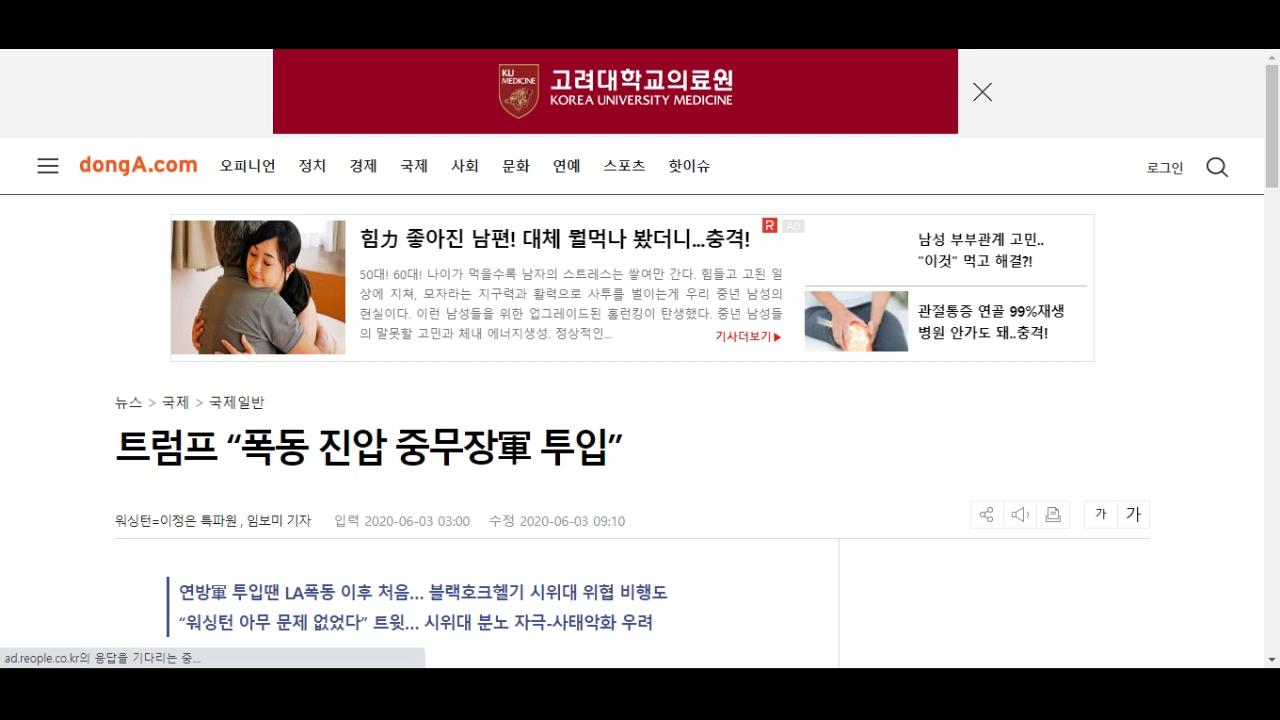 KU
MEDICINE
고려대학교의료원
KOREA UNIVERSITY MEDICINE
dongA.com 오피니언 정치 경제 국제 사회 문화 연예 스포츠 핫이슈 로그인
힘力 좋아진 남편! 대체 뭘먹나 봤더니...충격!
R AD
50대! 60대! 나이가 먹을수록 남자의 스트레스는 쌓여만 간다. 힘들고 고된 일
상에 지쳐, 모자라는 지구력과 활력으로 사투를 벌이는게 우리 중년 남성의
현실이다. 이런 남성들을 위한 업그레이드된 홈런킹이 탄생했다. 중년 남성들
의 말못할 고민과 체내 에너지생성. 정상적인...
기사더보기▶
남성 부부관계 고민..
"이것" 먹고 해결?!
관절통증 연골 99%재생
병원 안가도 돼..충격!
뉴스 > 국제 > 국제일반
트럼프 “폭동 진압 중무장軍 투입”
워싱턴=이정은 특파원 , 임보미 기자 입력 2020-06-03 03:00 수정 2020-06-03 09:10
가 가
연방軍 투입땐 LA폭동 이후 처음... 블랙호크헬기 시위대 위협 비행도
“워싱턴 아무 문제 없었다” 트윗... 시위대 분노 자극-사태악화 우려
ad.reople.co.kr의 응답을 기다리는 중...